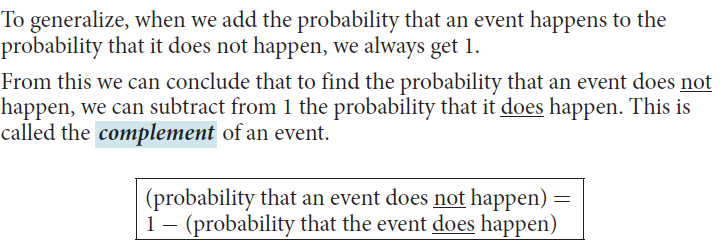 To generalize, when we add the probability that an event happens to the
probability that it does not happen, we always get 1.
From this we can conclude that to find the probability that an event does not
happen, we can subtract from 1 the probability that it does happen. This is
called the complement of an event.
(probability that an event does not happen) =
1 – (probability that the event does happen)